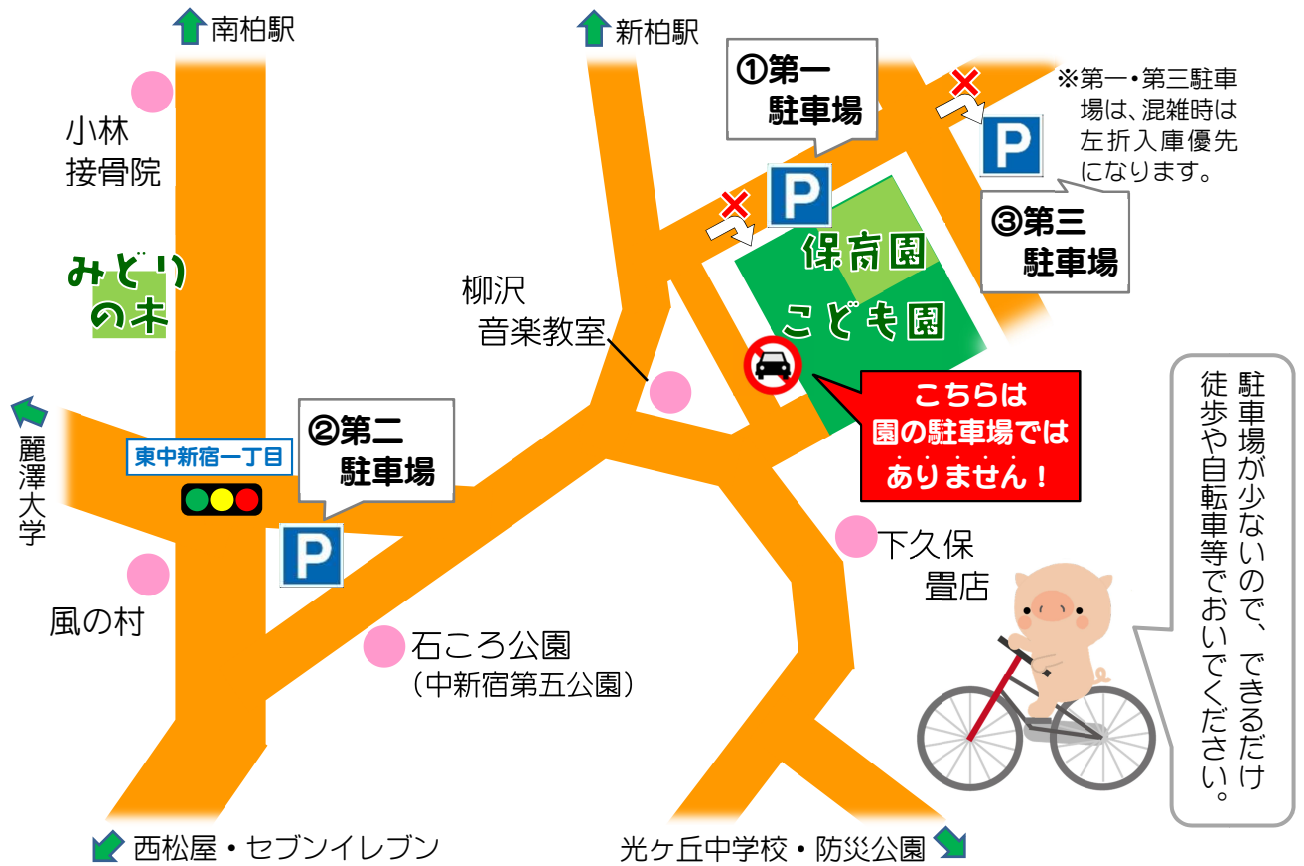 南柏駅
新柏駅
①第一
駐車場
※第一・第三駐車
場は、混雑時は
左折入庫優先
になります。
小林
接骨院
P
P
③第三
駐車場
保育園
こども園
みどり
の木
柳沢
音楽教室
こちらは
園の駐車場では
ありません！
麗澤大学
東中新宿一丁目
②第二
駐車場
P
下久保
畳店
風の村
石ころ公園
（中新宿第五公園）
駐車場が少ないので、できるだけ
徒歩や自転車等でおいでください。
西松屋・セブンイレブン
光ヶ丘中学校・防災公園